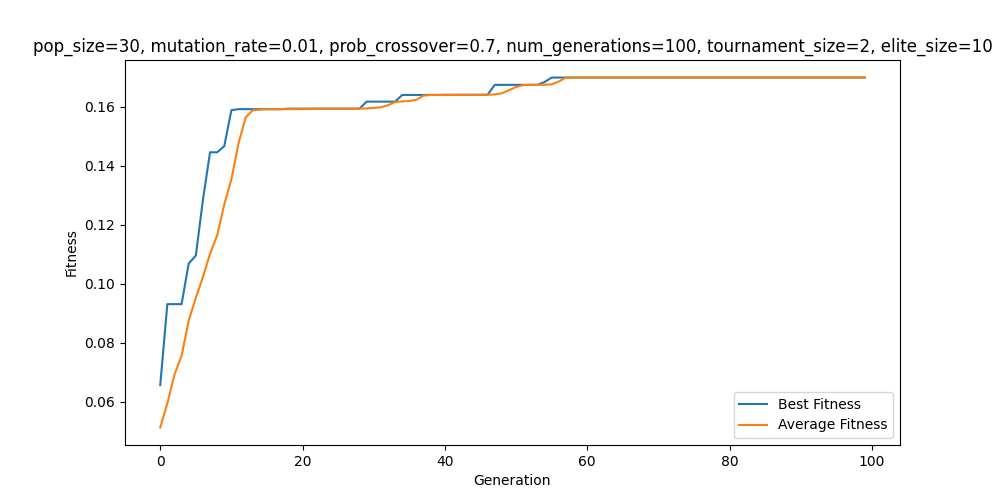 pop_size=30, mutation_rate=0.01, prob_crossover=0.7, num_generations=100, tournament_size=2, elite_size=10
0.16
0.14
0.12
0.10
0.08
0.06
Fitness
0
20
40
60
80
100
Generation
Best Fitness
Average Fitness